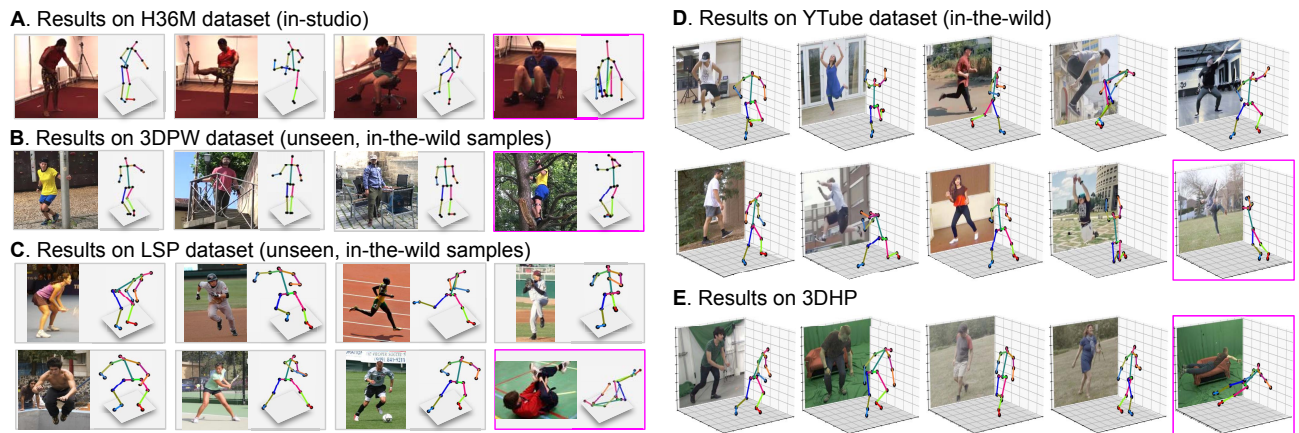 A. Results on H36M dataset (in-studio)
B. Results on 3DPW dataset (unseen, in-the-wild samples)
C. Results on LSP dataset (unseen, in-the-wild samples)
D. Results on YTube dataset (in-the-wild)
E. Results on 3DHP